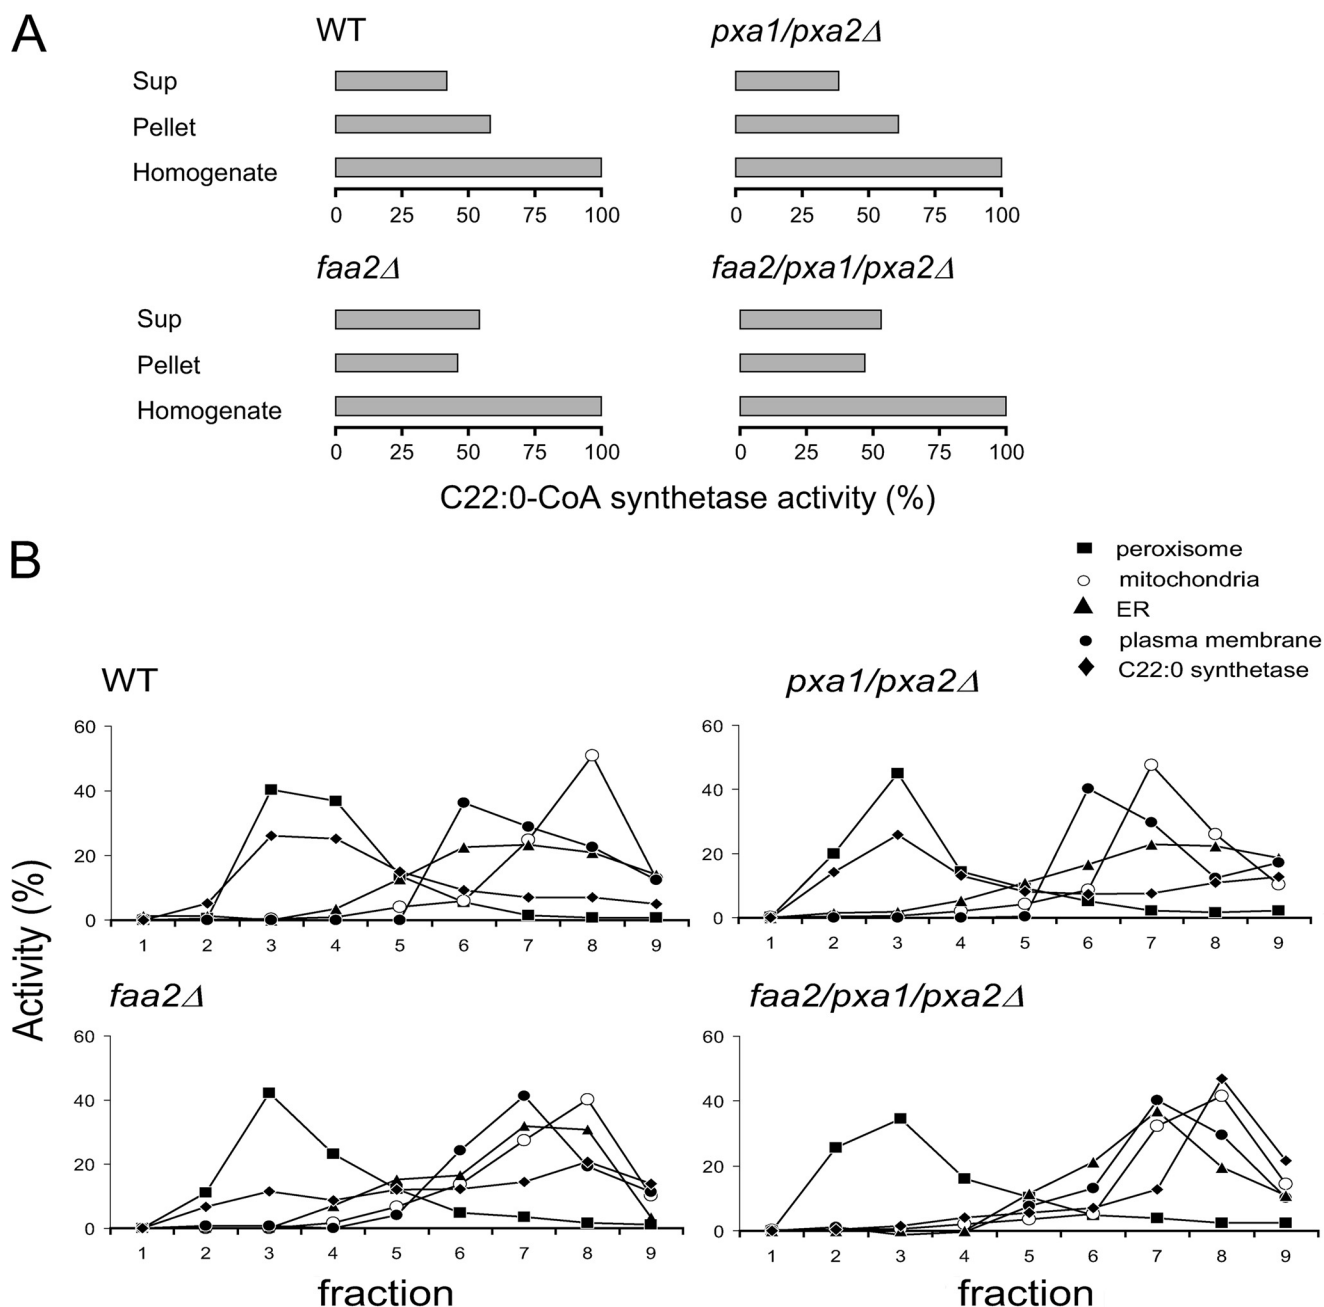 A
WT
pxa1/pxa2Δ
Sup
Pellet
Homogenate
0 25 50 75 100
0 25 50 75 100
faa2Δ
faa2/pxa1/pxa2Δ
Sup
Pellet
Homogenate
0 25 50 75 100
0 25 50 75 100
C22:0-CoA synthetase activity (%)
B
peroxisome
mitochondria
ER
plasma membrane
C22:0 synthetase
WT
pxa1/pxa2Δ
Activity (%)
60
40
20
0
1 2 3 4 5 6 7 8 9
60
40
20
0
1 2 3 4 5 6 7 8 9
faa2Δ
faa2/pxa1/pxa2Δ
60
40
20
0
1 2 3 4 5 6 7 8 9
60
40
20
0
1 2 3 4 5 6 7 8 9
fraction
fraction